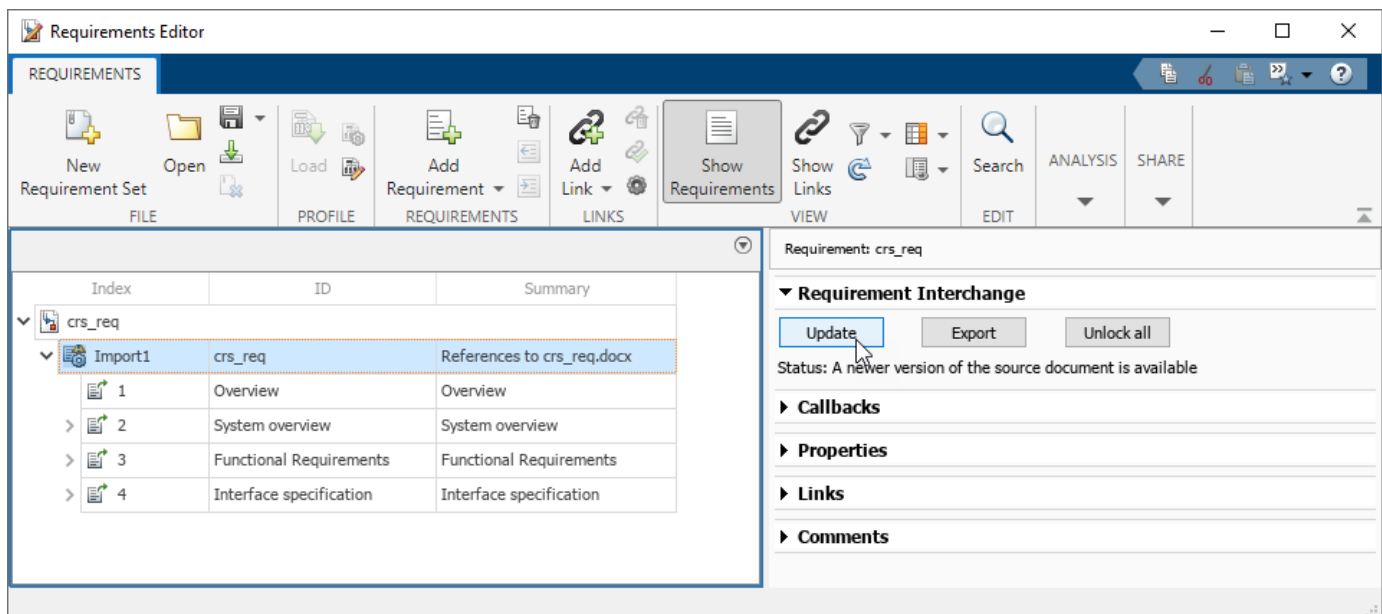 Requirements Editor
REQUIREMENTS
New Requirement Set
Open
Load
Add Requirement
Add Link
Show Requirements
Show Links
Search
ANALYSIS
SHARE
FILE
PROFILE
REQUIREMENTS
LINKS
VIEW
EDIT
Index ID Summary
crs_req
Import1 crs_req References to crs_req.docx
1 Overview Overview
2 System overview System overview
3 Functional Requirements Functional Requirements
4 Interface specification Interface specification
Requirement: crs_req
Requirement Interchange
Update Export Unlock all
Status: A newer version of the source document is available
Callbacks
Properties
Links
Comments